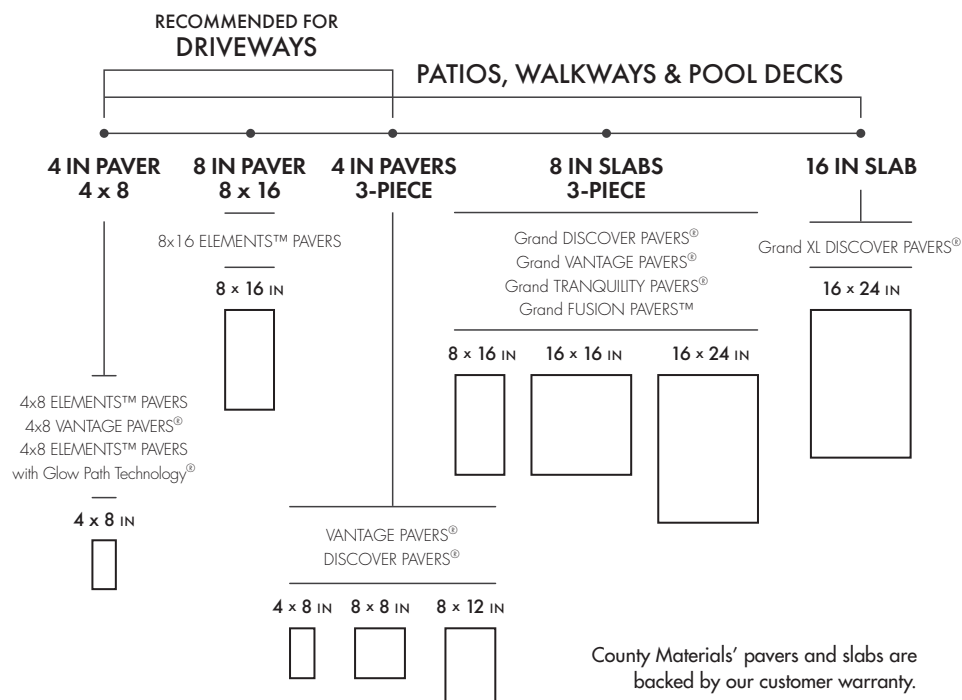 RECOMMENDED FOR
DRIVEWAYS
PATIOS, WALKWAYS & POOL DECKS
4 IN PAVER
4 x 8
4x8 ELEMENTS™ PAVERS
4x8 VANTAGE PAVERS®
4x8 ELEMENTS™ PAVERS
with Glow Path Technology®
4 x 8 IN
8 IN PAVER
8 x 16
8x16 ELEMENTS™ PAVERS
8 x 16 IN
4 IN PAVERS
3-PIECE
VANTAGE PAVERS®
DISCOVER PAVERS®
4 x 8 IN 8 x 8 IN 8 x 12 IN
8 IN SLABS
3-PIECE
Grand DISCOVER PAVERS®
Grand VANTAGE PAVERS®
Grand TRANQUILITY PAVERS®
Grand FUSION PAVERS™
8 x 16 IN 16 x 16 IN 16 x 24 IN
16 IN SLAB
Grand XL DISCOVER PAVERS®
16 x 24 IN
County Materials’ pavers and slabs are
backed by our customer warranty.